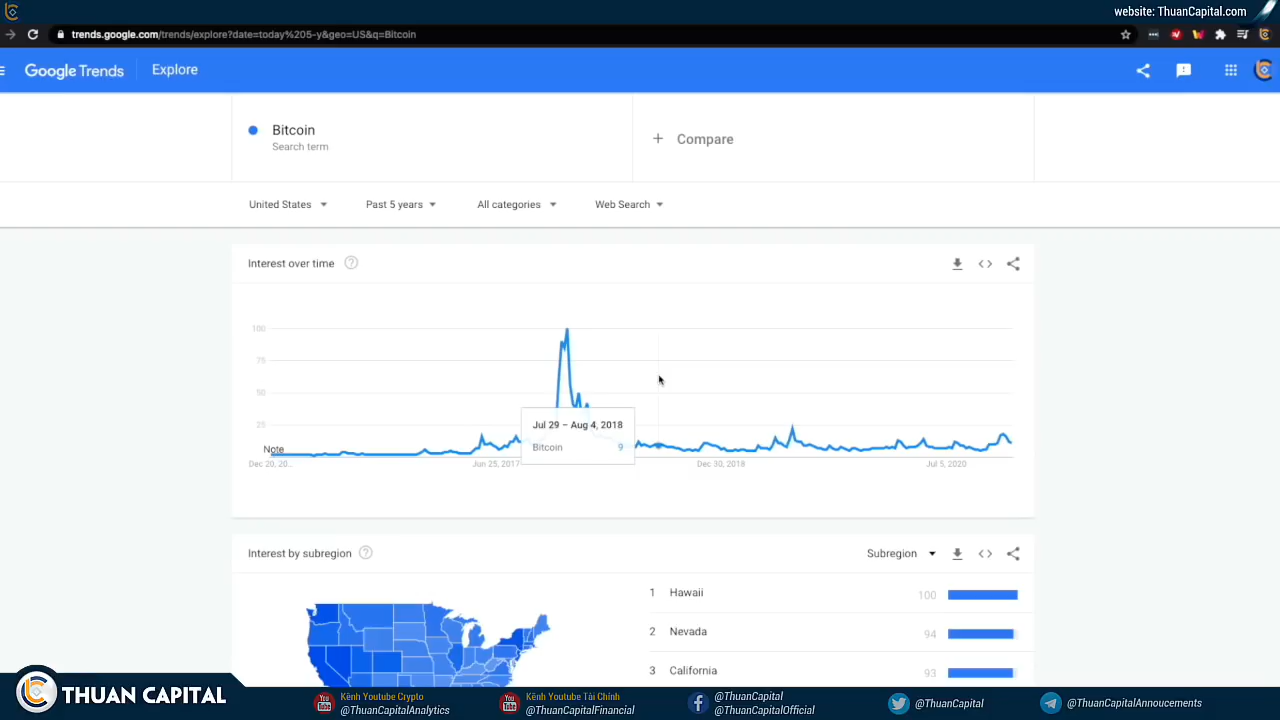 website: ThuanCapital.com
trends.google.com/trends/explore?date=today%205-y&geo=US&q=Bitcoin
Google Trends
Explore
Bitcoin
Search term
+ Compare
United States
Past 5 years
All categories
Web Search
Interest over time
100
75
50
25
Note
Dec 20, 20...
Jun 25, 2017
Dec 30, 2018
Jul 5, 2020
Jul 29 – Aug 4, 2018
Bitcoin 9
Interest by subregion
Subregion
1 Hawaii 100
2 Nevada 94
3 California 93
THUAN CAPITAL
Kênh Youtube Crypto
@ThuanCapitalAnalytics
Kênh Youtube Tài Chính
@ThuanCapitalFinancial
@ThuanCapital
@ThuanCapitalOfficial
@ThuanCapital
@ThuanCapitalAnnoucements